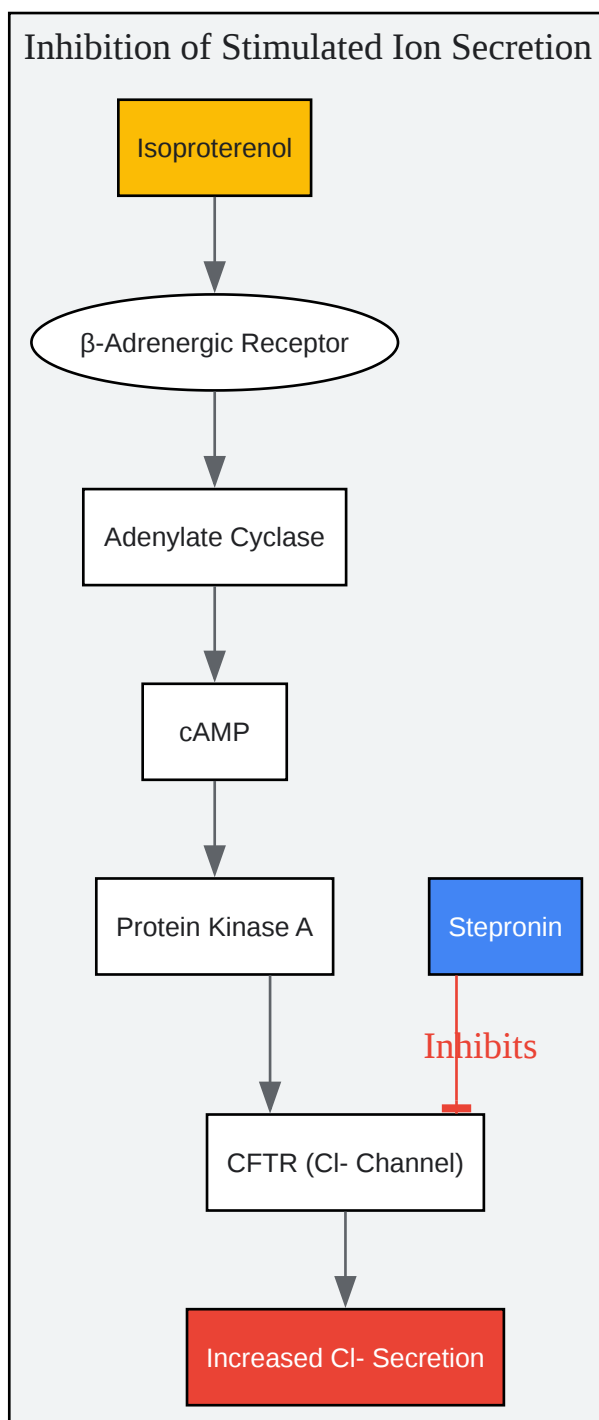 Inhibition of Stimulated Ion Secretion
Isoproterenol
β-Adrenergic Receptor
Adenylate Cyclase
cAMP
Protein Kinase A
Stepronin
Inhibits
CFTR (Cl- Channel)
Increased Cl- Secretion